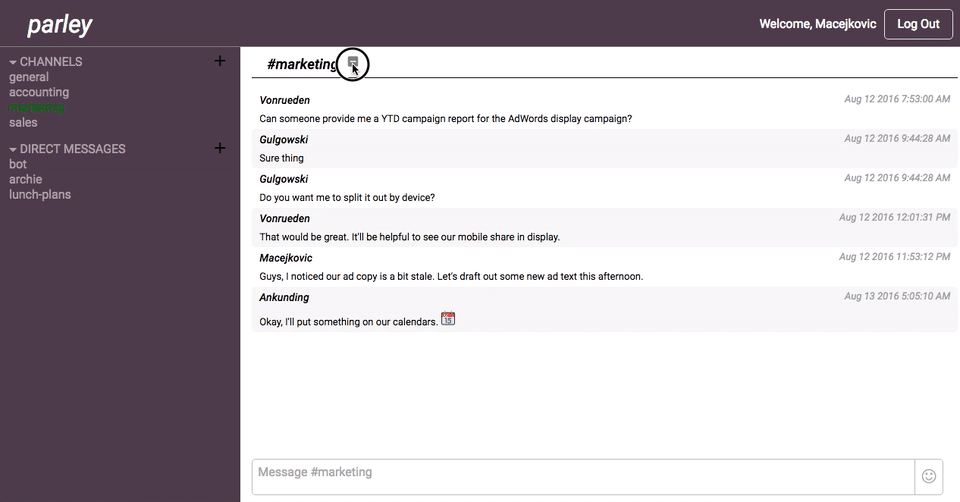 parley
Welcome, Macejkovic
Log Out
CHANNELS
+
general
accounting
marketing
sales
DIRECT MESSAGES
+
bot
archie
lunch-plans
#marketing
Vonrueden Aug 12 2016 7:53:00 AM
Can someone provide me a YTD campaign report for the AdWords display campaign?
Gulgowski Aug 12 2016 9:44:28 AM
Sure thing
Gulgowski Aug 12 2016 9:44:28 AM
Do you want me to split it out by device?
Vonrueden Aug 12 2016 12:01:31 PM
That would be great. It'll be helpful to see our mobile share in display.
Macejkovic Aug 12 2016 11:53:12 PM
Guys, I noticed our ad copy is a bit stale. Let's draft out some new ad text this afternoon.
Ankunding Aug 13 2016 5:05:10 AM
Okay, I'll put something on our calendars.
15
Message #marketing